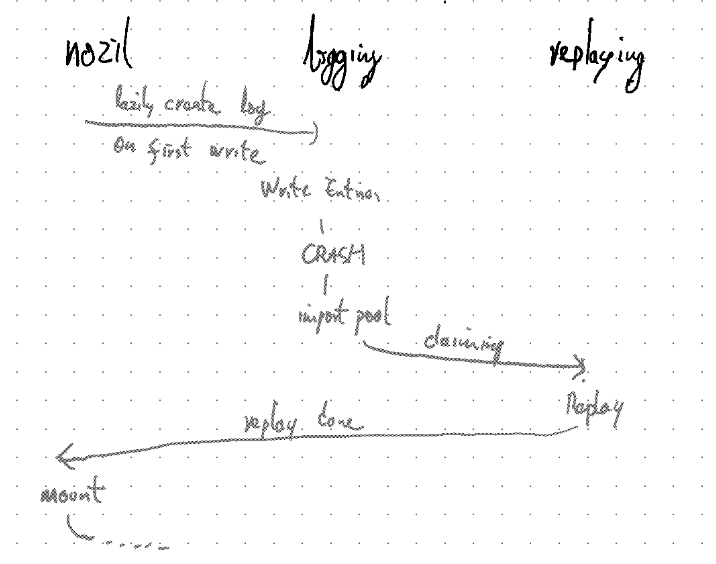 nozil
logging
replaying
lazily create log
on first write
Write Entries
CRASH
import pool
claiming
Replay
replay done
mount